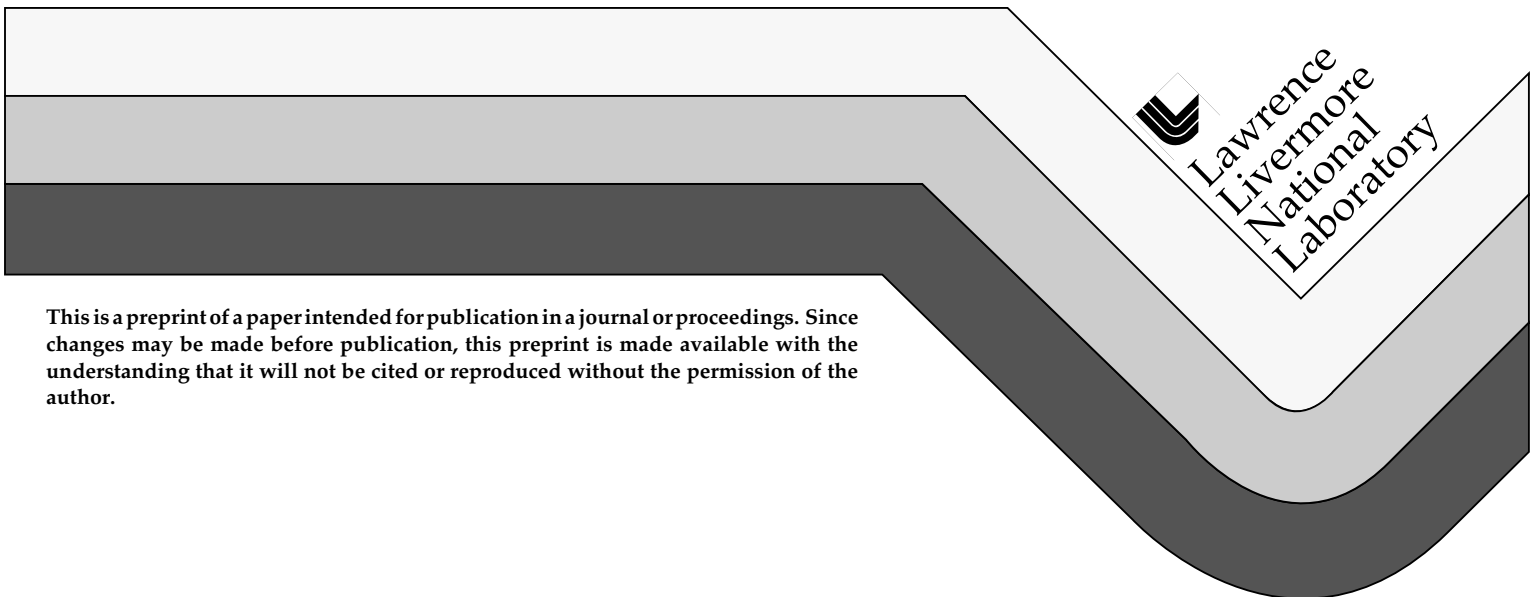 Lawrence
Livermore
National
Laboratory
This is a preprint of a paper intended for publication in a journal or proceedings. Since
changes may be made before publication, this preprint is made available with the
understanding that it will not be cited or reproduced without the permission of the
author.